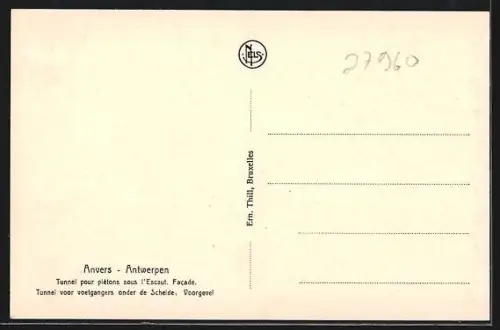 NELS
27960
Ern. Thill, Bruxelles
Anvers - Antwerpen
Tunnel pour piétons sous l'Escaut. Façade.
Tunnel voor voetgangers onder de Schelde. Voorgevel